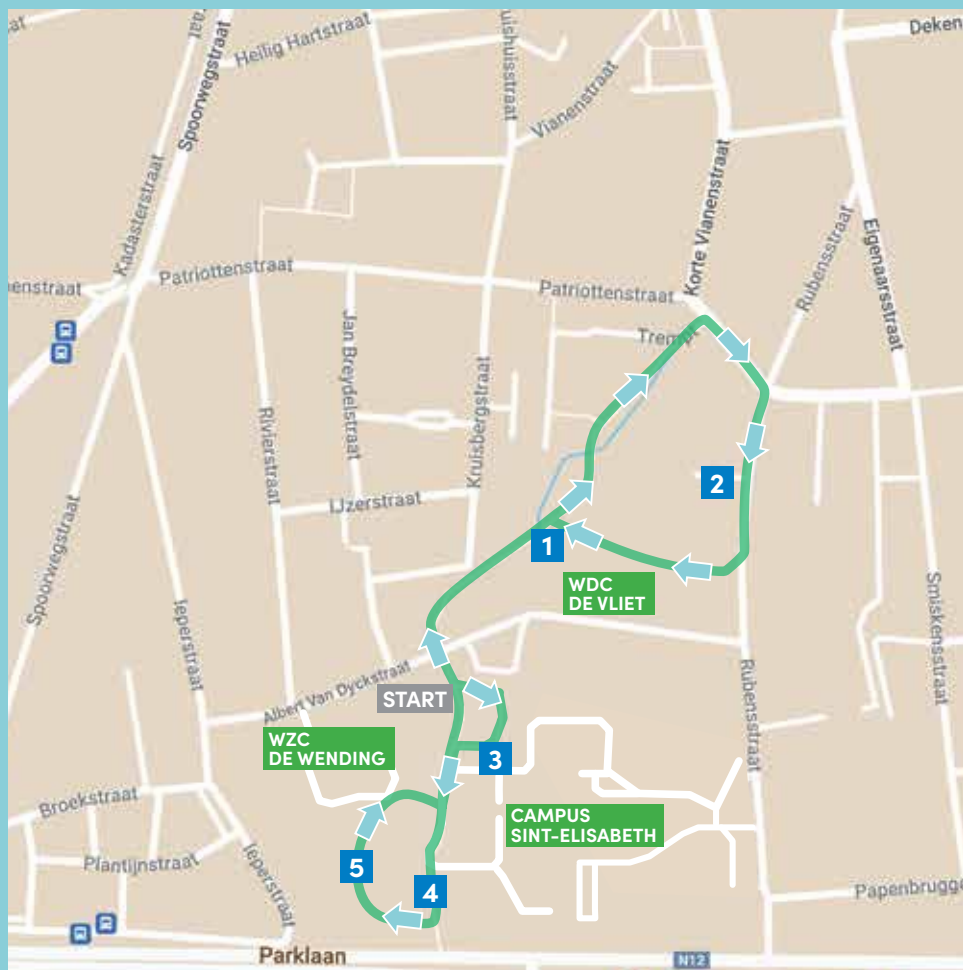 Deken
Heilig Hartstraat
Spoorwegstraat
Vianenstraat
Kadasterstraat
Korte Vianenstraat
Rubensstraat
Eigenaarsstraat
Patriottenstraat
Patriottenstraat
enstraat
Jan Breydelstraat
Kruisbergstraat
Rivierstraat
IJzerstraat
2
1
WDC
DE VLIET
Spoorwegstraat
Ieperstraat
Smiskensstraat
Albert Van Dyckstraat
START
Rubensstraat
WZC
DE WENDING
3
Broekstraat
CAMPUS
SINT-ELISABETH
Plantijnstraat
Ieperstraat
5
4
Papenbrugge
Parklaan
N12